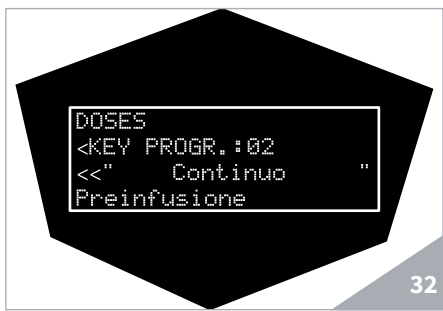 DOSES
<KEY PROGR.:02
<<" Continuo "
Preinfusione
32